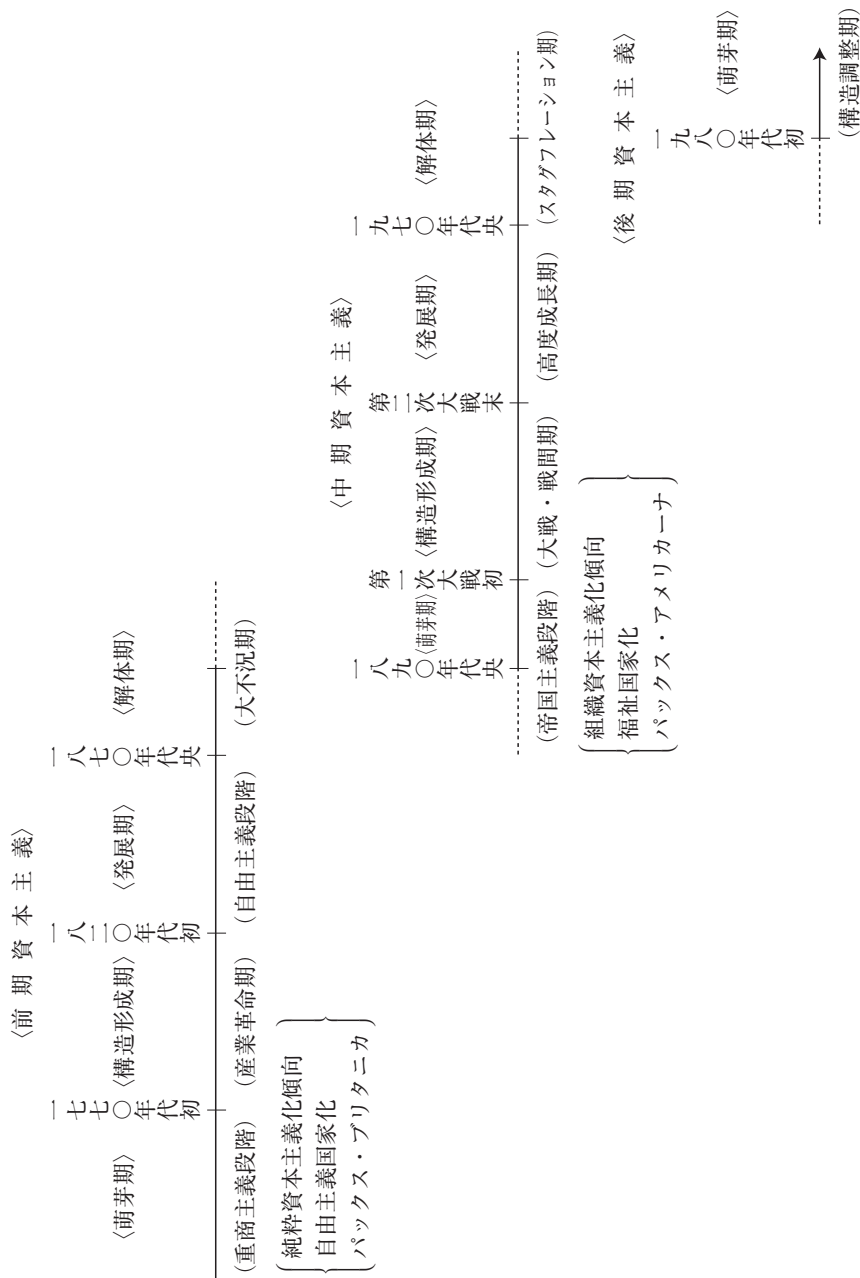 〈前期資本主義〉
〈萌芽期〉
一七七〇年代初
〈構造形成期〉
一八二〇年代初
〈発展期〉
一八七〇年代央
〈解体期〉
(重商主義段階)
(産業革命期)
(自由主義段階)
(大不況期)
純粋資本主義化傾向
自由主義国家化
パックス・ブリタニカ
〈中期資本主義〉
一八九〇年代央
〈萌芽期〉
第一次大戦初
〈構造形成期〉
第二次大戦末
〈発展期〉
一九七〇年代央
〈解体期〉
(帝国主義段階)
(大戦・戦間期)
(高度成長期)
(スタグフレーション期)
組織資本主義化傾向
福祉国家化
パックス・アメリカーナ
〈後期資本主義〉
一九八〇年代初
〈萌芽期〉
(構造調整期)